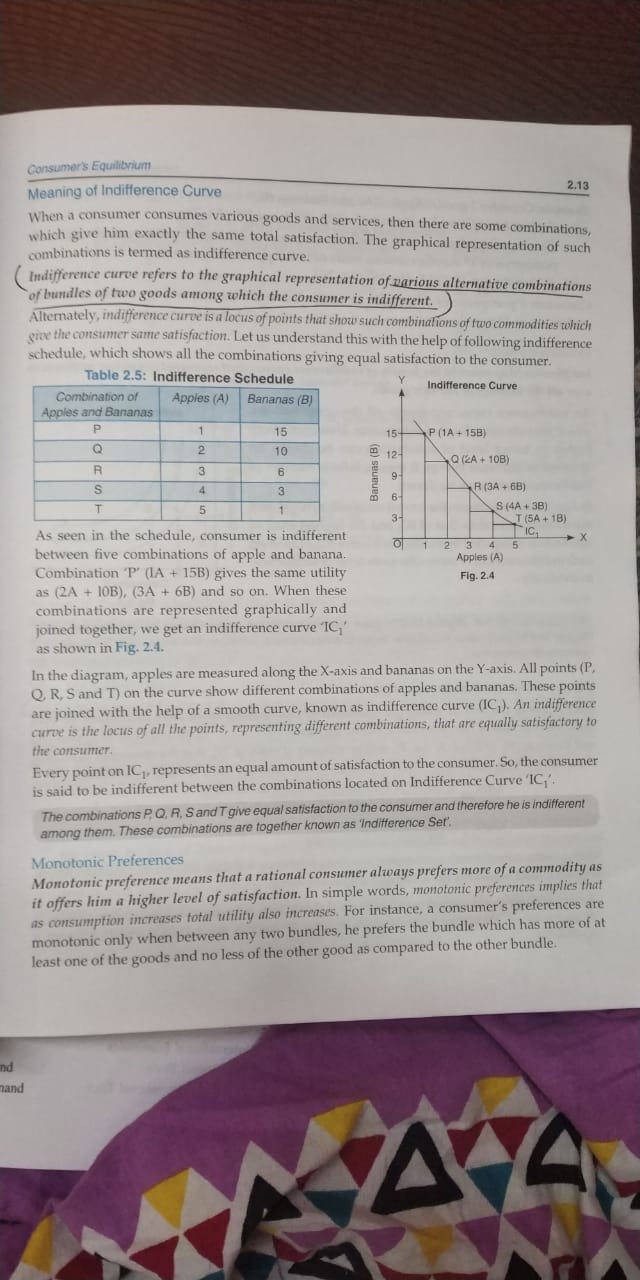 Consumer's Equilibrium
2.13
Meaning of Indifference Curve
When a consumer consumes various goods and services, then there are some combinations,
which give him exactly the same total satisfaction. The graphical representation of such
combinations is termed as indifference curve.
Indifference curve refers to the graphical representation of various alternative combinations
of bundles of two goods among which the consumer is indifferent.
Alternately, indifference curve is a locus of points that show such combinations of two commodities which
give the consumer same satisfaction. Let us understand this with the help of following indifference
schedule, which shows all the combinations giving equal satisfaction to the consumer.
Table 2.5: Indifference Schedule
Combination of Apples and Bananas Apples (A) Bananas (B)
P 1 15
Q 2 10
R 3 6
S 4 3
T 5 1
Y
Indifference Curve
15
P (1A + 15B)
12
Q (2A + 10B)
9
R (3A + 6B)
6
S (4A + 3B)
3
T (5A + 1B)
IC₁
X
Bananas (B)
O 1 2 3 4 5
Apples (A)
Fig. 2.4
As seen in the schedule, consumer is indifferent
between five combinations of apple and banana.
Combination 'P' (1A + 15B) gives the same utility
as (2A + 10B), (3A + 6B) and so on. When these
combinations are represented graphically and
joined together, we get an indifference curve 'IC₁'
as shown in Fig. 2.4.
In the diagram, apples are measured along the X-axis and bananas on the Y-axis. All points (P,
Q, R, S and T) on the curve show different combinations of apples and bananas. These points
are joined with the help of a smooth curve, known as indifference curve (IC₁). An indifference
curve is the locus of all the points, representing different combinations, that are equally satisfactory to
the consumer.
Every point on IC₁, represents an equal amount of satisfaction to the consumer. So, the consumer
is said to be indifferent between the combinations located on Indifference Curve 'IC₁'.
The combinations P, Q, R, S and T give equal satisfaction to the consumer and therefore he is indifferent
among them. These combinations are together known as 'Indifference Set'.
Monotonic Preferences
Monotonic preference means that a rational consumer always prefers more of a commodity as
it offers him a higher level of satisfaction. In simple words, monotonic preferences implies that
as consumption increases total utility also increases. For instance, a consumer's preferences are
monotonic only when between any two bundles, he prefers the bundle which has more of at
least one of the goods and no less of the other good as compared to the other bundle.
nd
nand